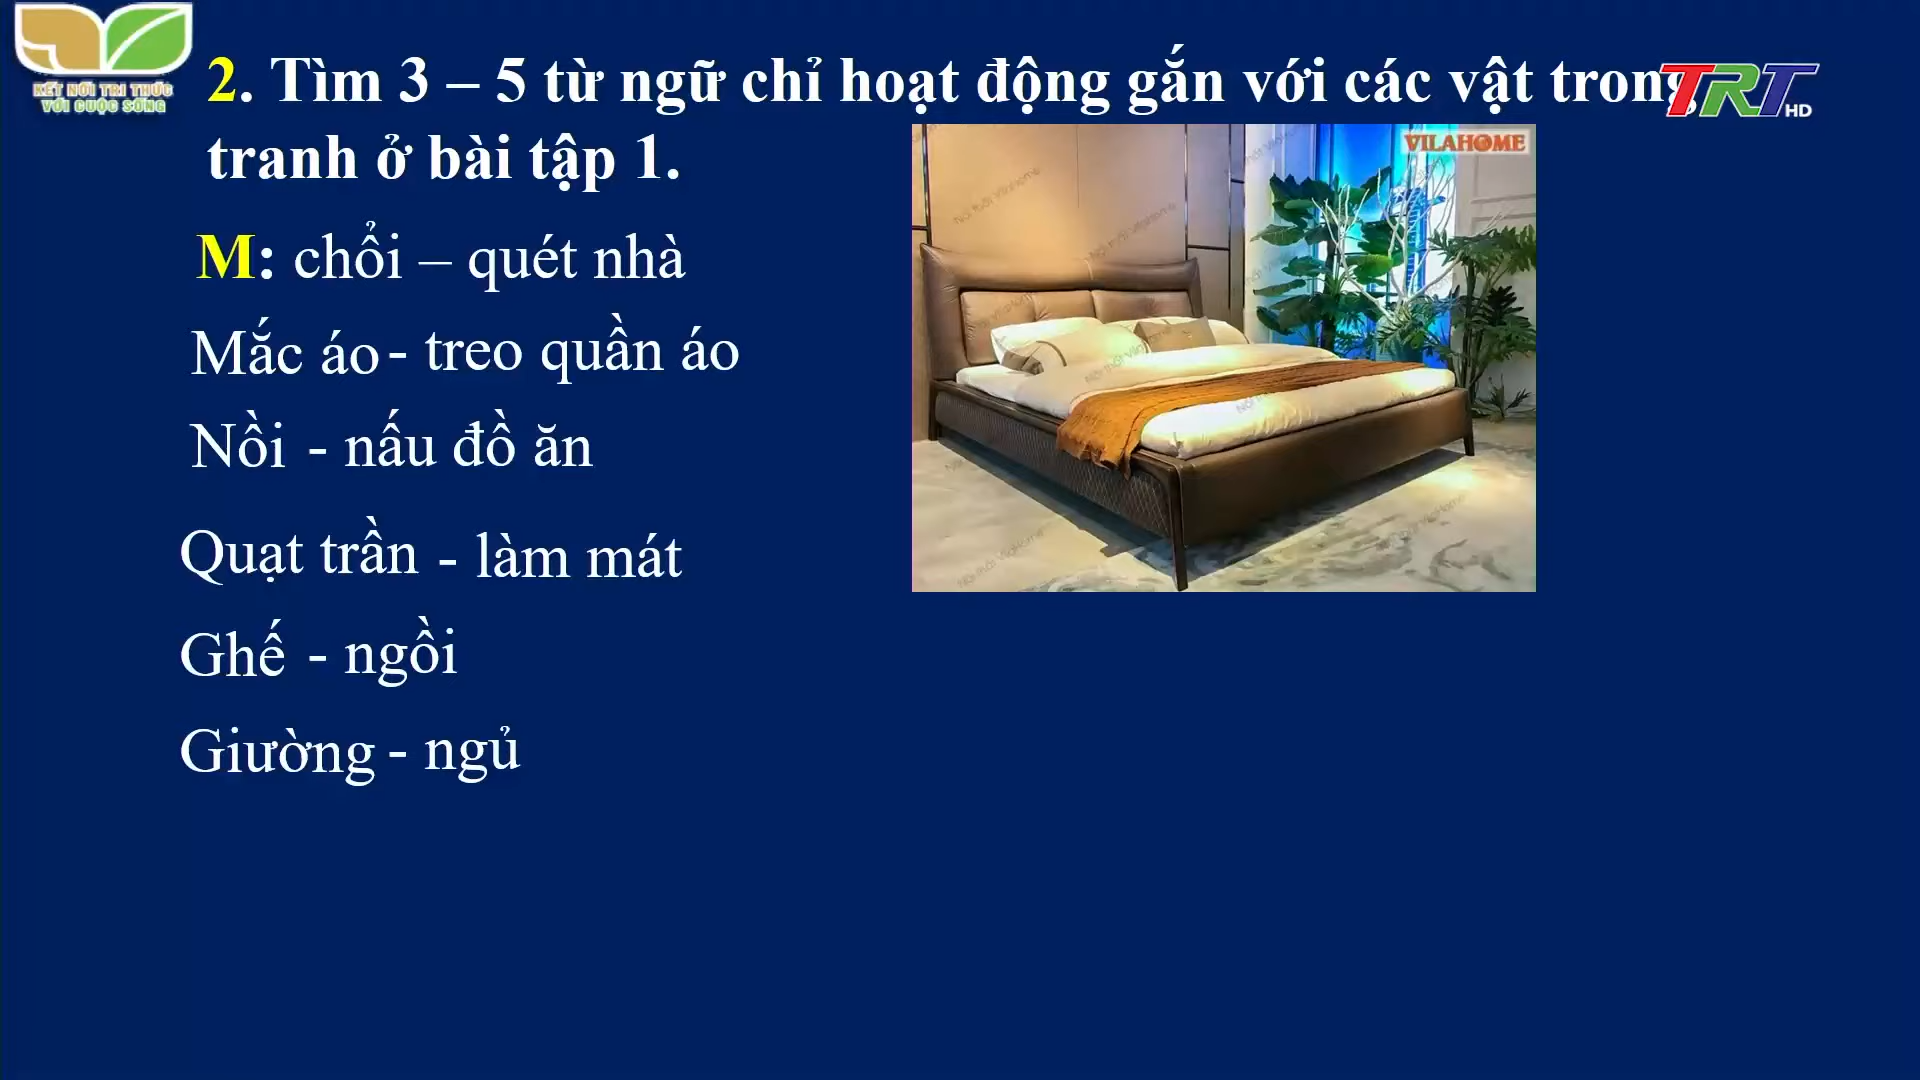 KẾT NỐI TRI THỨC
VỚI CUỘC SỐNG
2. Tìm 3 – 5 từ ngữ chỉ hoạt động gắn với các vật trong
TRT HD
tranh ở bài tập 1.
VILAHOME
M: chổi – quét nhà
Mắc áo - treo quần áo
Nồi - nấu đồ ăn
Quạt trần - làm mát
Ghế - ngồi
Giường - ngủ